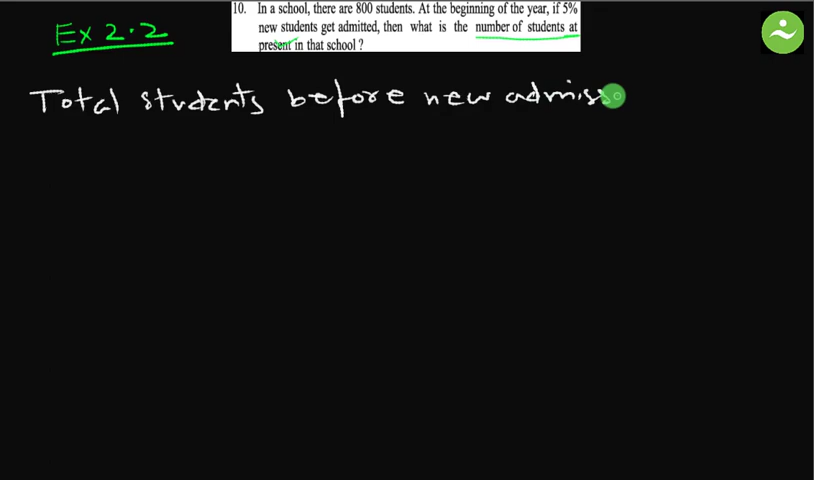 Ex 2.2
10. In a school, there are 800 students. At the beginning of the year, if 5%
new students get admitted, then what is the number of students at
present in that school ?
Total students before new admiss